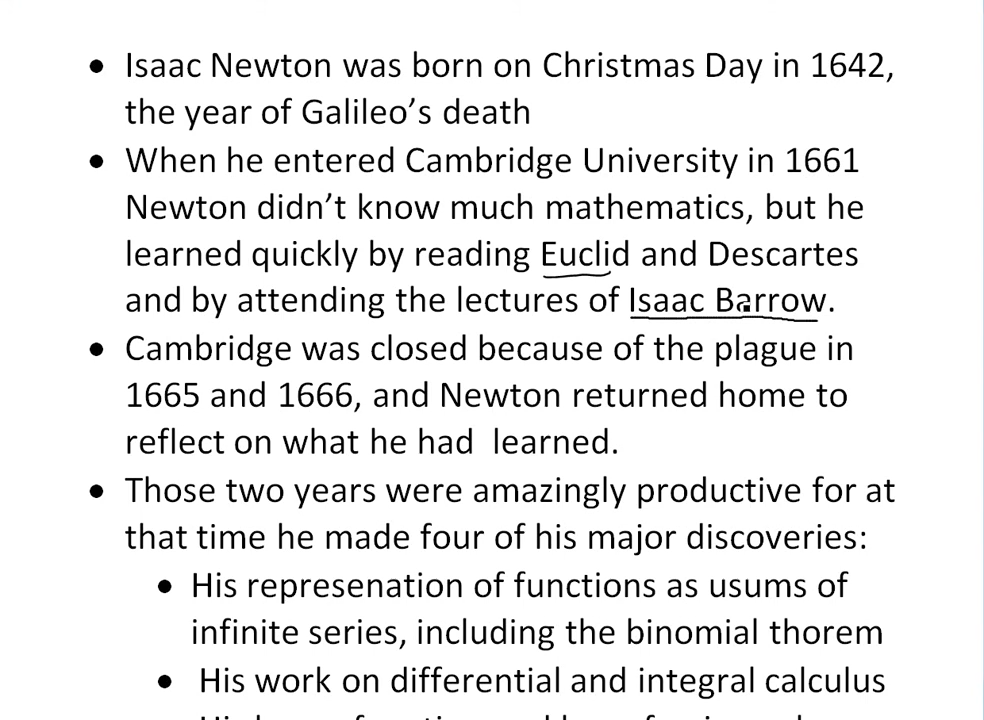 • Isaac Newton was born on Christmas Day in 1642,
the year of Galileo's death
• When he entered Cambridge University in 1661
Newton didn't know much mathematics, but he
learned quickly by reading Euclid and Descartes
and by attending the lectures of Isaac Barrow.
• Cambridge was closed because of the plague in
1665 and 1666, and Newton returned home to
reflect on what he had  learned.
• Those two years were amazingly productive for at
that time he made four of his major discoveries:
• His represenation of functions as usums of
infinite series, including the binomial thorem
• His work on differential and integral calculus